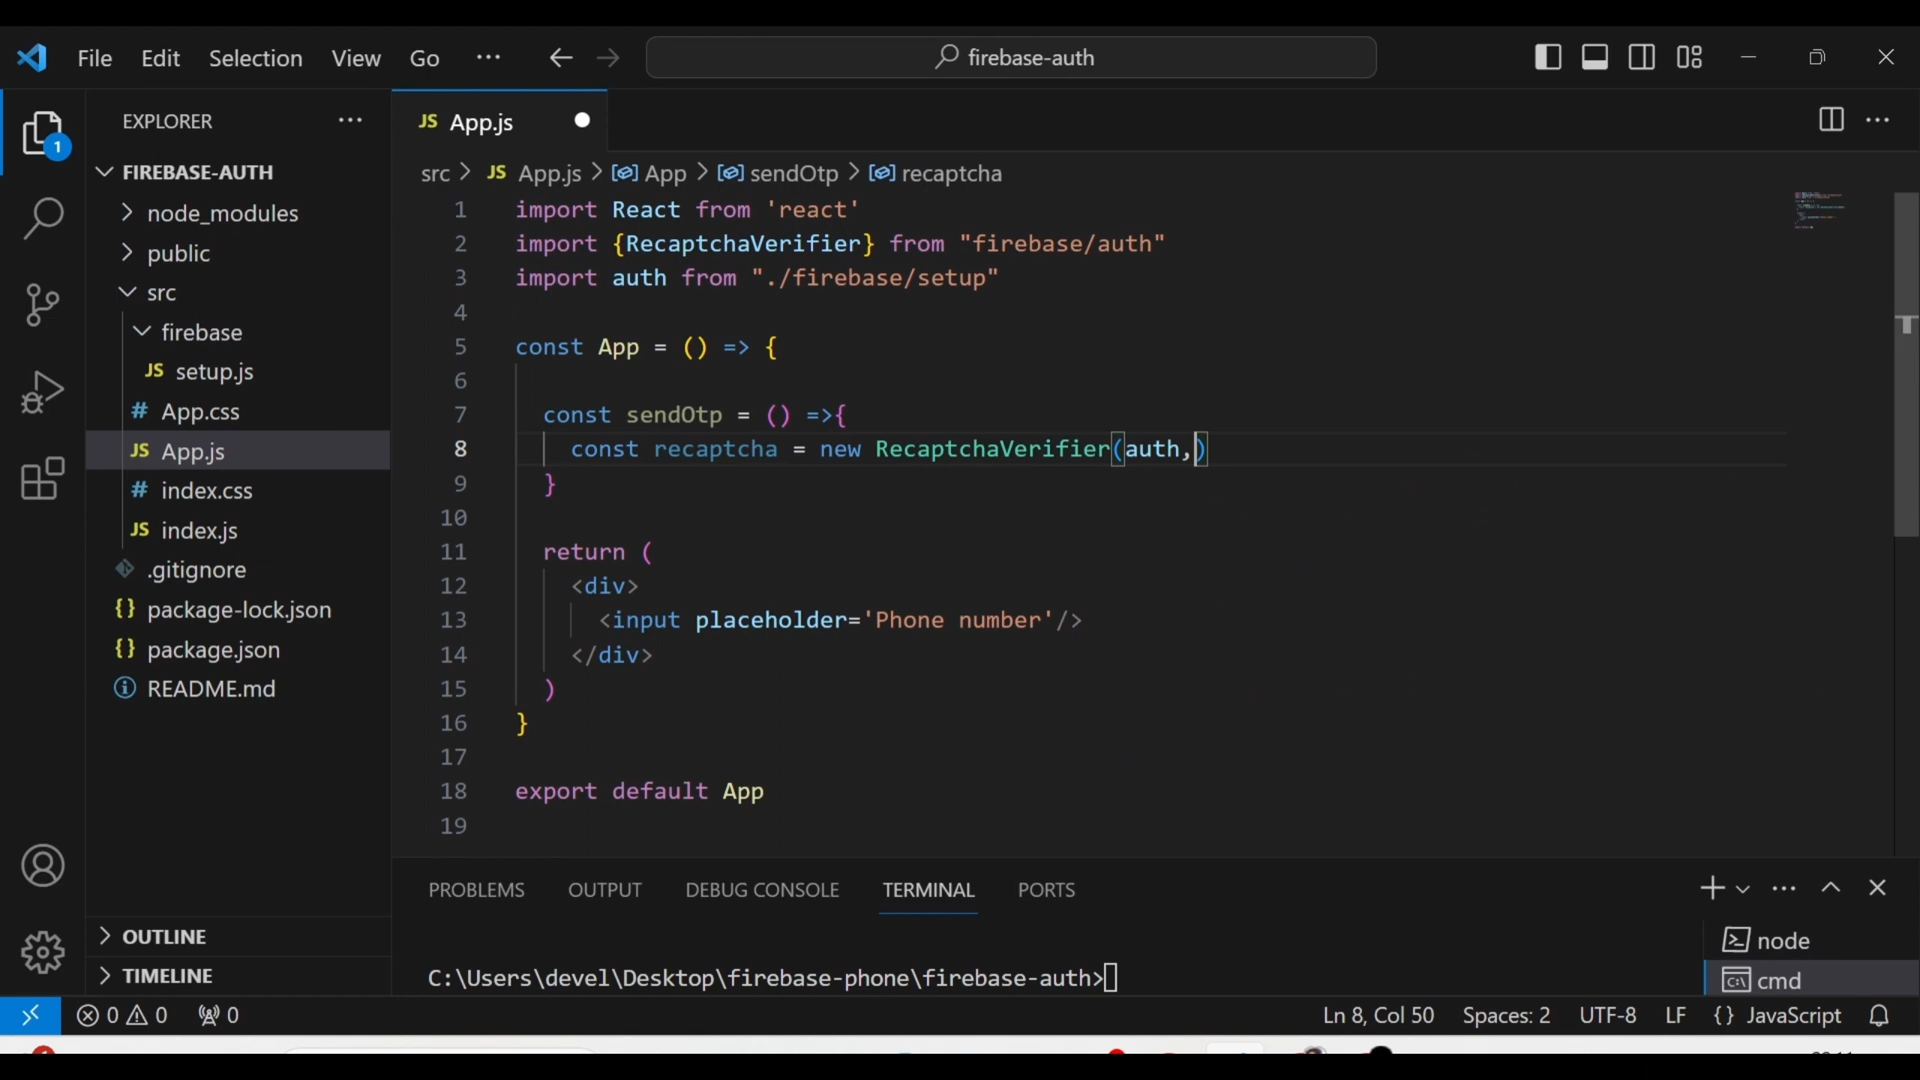 File Edit Selection View Go ··· firebase-auth
EXPLORER ···
FIREBASE-AUTH
node_modules
public
src
firebase
JS setup.js
# App.css
JS App.js
# index.css
JS index.js
.gitignore
{} package-lock.json
{} package.json
README.md
OUTLINE
TIMELINE
1
JS App.js
src > JS App.js > App > sendOtp > recaptcha
1 import React from 'react'
2 import {RecaptchaVerifier} from "firebase/auth"
3 import auth from "./firebase/setup"
4
5 const App = () => {
6
7 const sendOtp = () =>{
8 const recaptcha = new RecaptchaVerifier(auth,)
9 }
10
11 return (
12 <div>
13 <input placeholder='Phone number'/>
14 </div>
15 )
16 }
17
18 export default App
19
PROBLEMS OUTPUT DEBUG CONSOLE TERMINAL PORTS
C:\Users\devel\Desktop\firebase-phone\firebase-auth>
node
cmd
0 0 0 Ln 8, Col 50 Spaces: 2 UTF-8 LF {} JavaScript